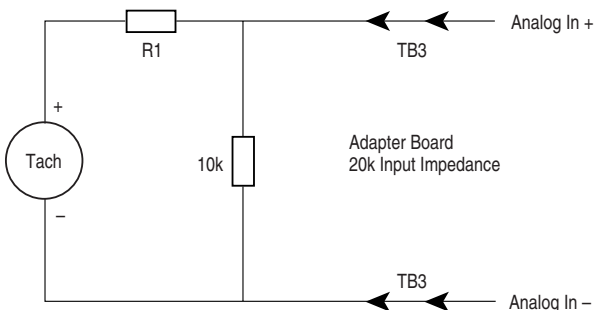 Analog In +
R1
TB3
+
Tach
10k
Adapter Board
20k Input Impedance
–
TB3
Analog In –